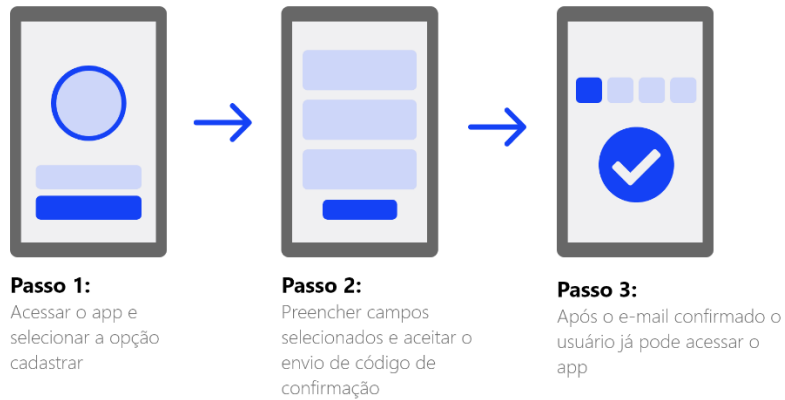 Passo 1:
Acessar o app e
selecionar a opção
cadastrar
Passo 2:
Preencher campos
selecionados e aceitar o
envio de código de
confirmação
Passo 3:
Após o e-mail confirmado o
usuário já pode acessar o
app